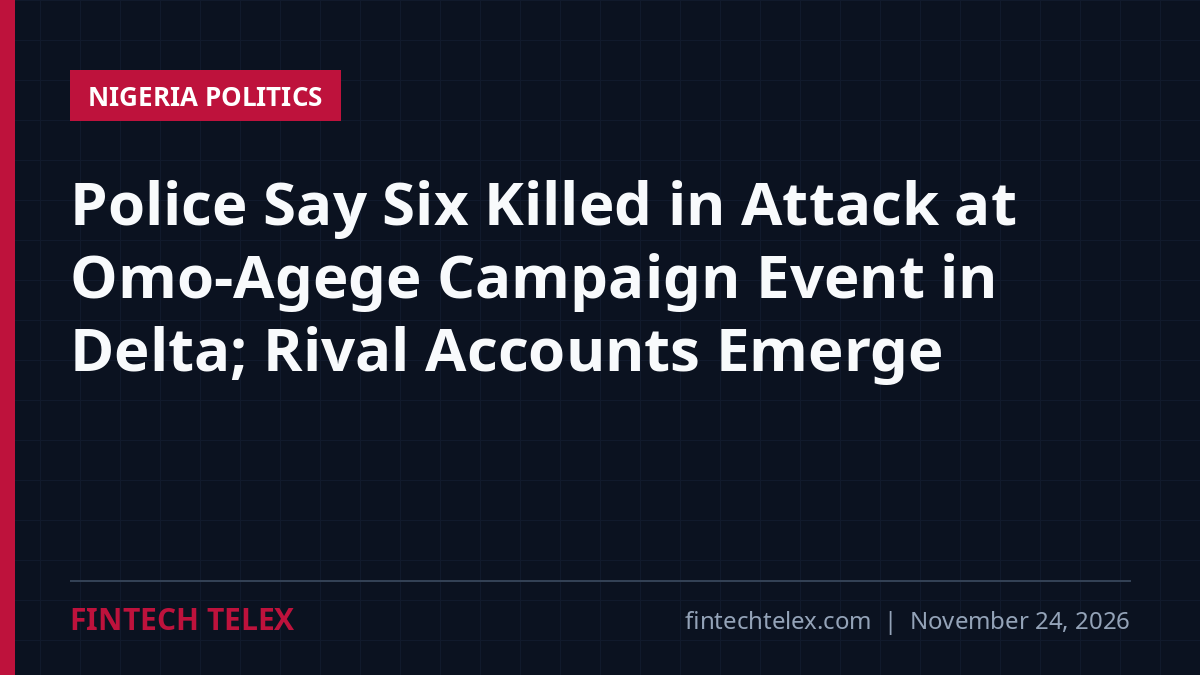 NIGERIA POLITICS
Police Say Six Killed in Attack at
Omo-Agege Campaign Event in
Delta; Rival Accounts Emerge
FINTECH TELEX
fintechtelex.com | November 24, 2026